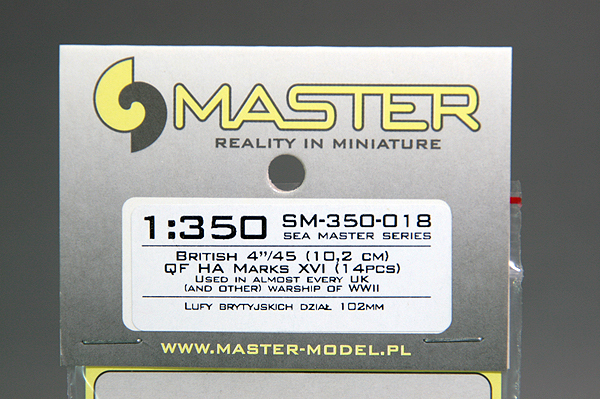 MASTER
REALITY IN MINIATURE
1:350 SM-350-018
SEA MASTER SERIES
BRITISH 4"/45 (10,2 CM)
QF HA MARKS XVI (14PCS)
USED IN ALMOST EVERY UK
(AND OTHER) WARSHIP OF WWII
LUFY BRYTYJSKICH DZIAŁ 102MM
WWW.MASTER-MODEL.PL